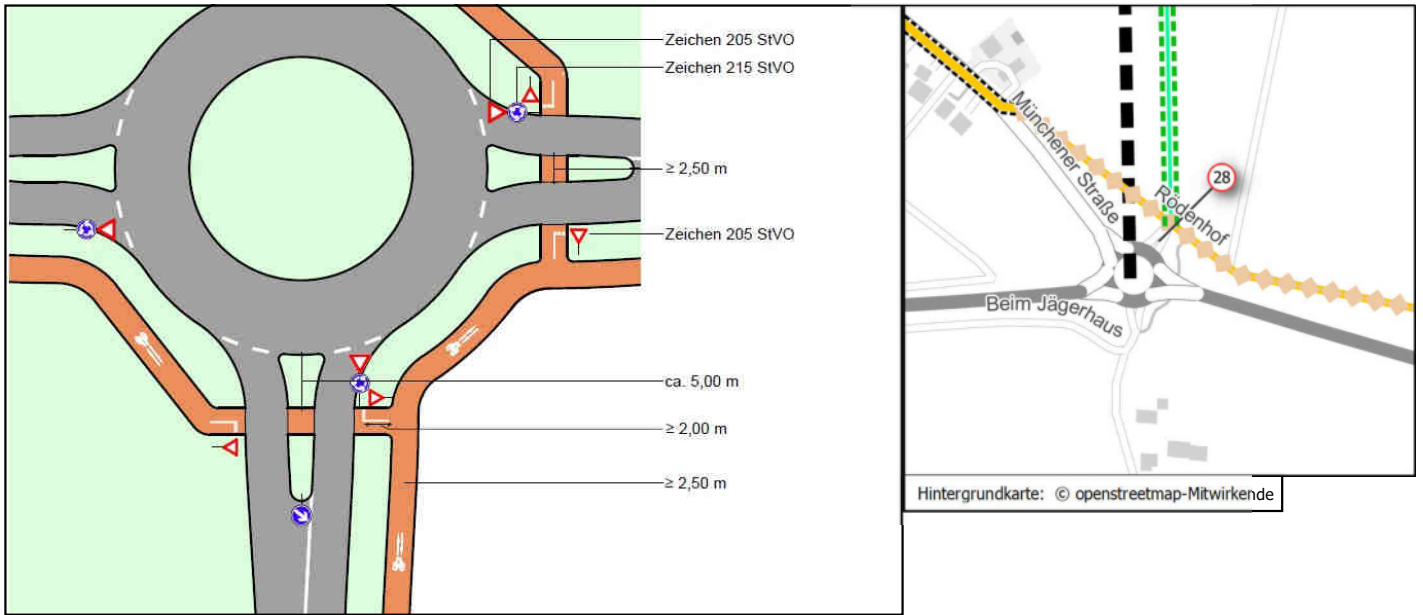 Zeichen 205 StVO
Zeichen 215 StVO
≥ 2,50 m
Zeichen 205 StVO
ca. 5,00 m
≥ 2,00 m
≥ 2,50 m
Münchener Straße
28
Rödenhof
Beim Jägerhaus
Hintergrundkarte: © openstreetmap-Mitwirkende